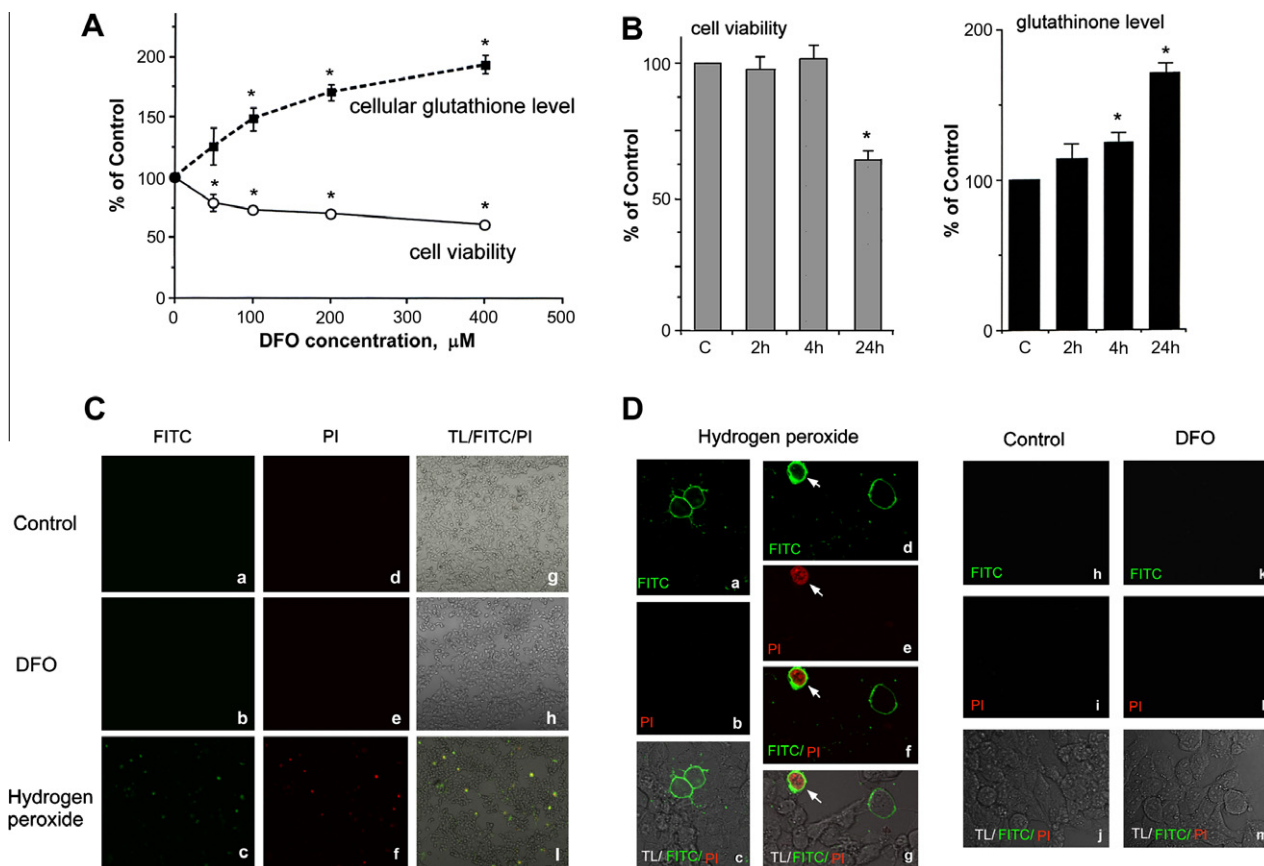 A
% of Control
200
150
100
50
0
* * *
cellular glutathione level
* * * *
cell viability
0 100 200 300 400 500
DFO concentration, μM
B
cell viability
% of Control
100
50
0
*
C 2h 4h 24h
glutathinone level
% of Control
200
100
0
* *
C 2h 4h 24h
C
FITC PI TL/FITC/PI
Control
a d g
DFO
b e h
Hydrogen
peroxide
c f I
D
Hydrogen peroxide
FITC a
PI b
TL/FITC/PI c
FITC d
PI e
FITC/PI f
TL/FITC/PI g
Control DFO
FITC h FITC k
PI i PI l
TL/FITC/PI j TL/FITC/PI m